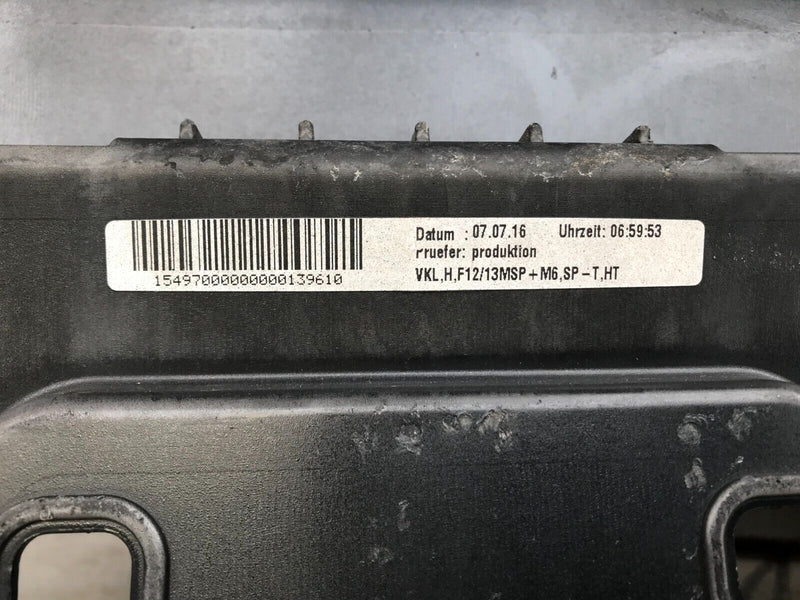 Datum : 07.07.16 Uhrzeit: 06:59:53
rruefer: produktion
VKL,H,F12/13MSP+M6,SP-T,HT
15497000000000139610